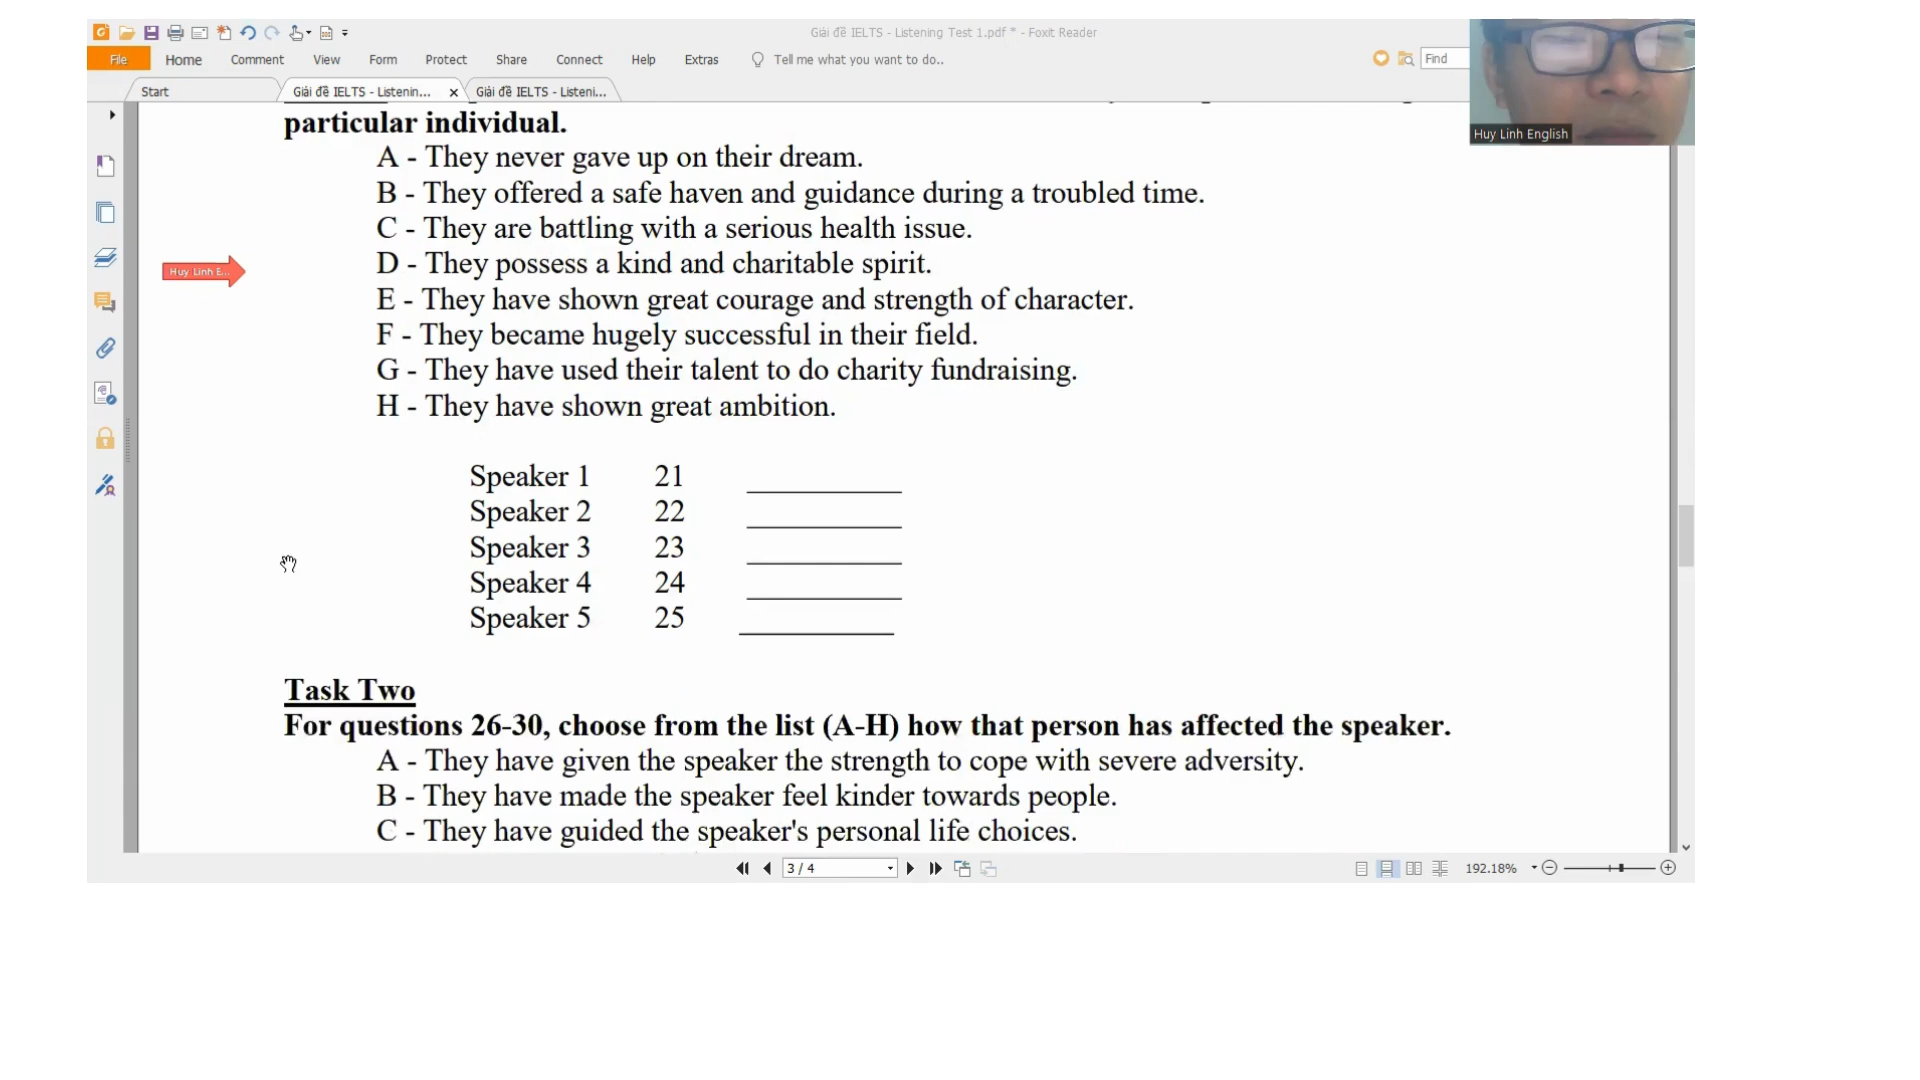 Giải đề IELTS - Listening Test 1.pdf * - Foxit Reader
File Home Comment View Form Protect Share Connect Help Extras Tell me what you want to do.. Find
Start Giải đề IELTS - Listenin... Giải đề IELTS - Listeni...
Huy Linh English
particular individual.
A - They never gave up on their dream.
B - They offered a safe haven and guidance during a troubled time.
C - They are battling with a serious health issue.
Huy Linh E...
D - They possess a kind and charitable spirit.
E - They have shown great courage and strength of character.
F - They became hugely successful in their field.
G - They have used their talent to do charity fundraising.
H - They have shown great ambition.
Speaker 1 21 __________
Speaker 2 22 __________
Speaker 3 23 __________
Speaker 4 24 __________
Speaker 5 25 __________
Task Two
For questions 26-30, choose from the list (A-H) how that person has affected the speaker.
A - They have given the speaker the strength to cope with severe adversity.
B - They have made the speaker feel kinder towards people.
C - They have guided the speaker's personal life choices.
3 / 4 192.18%